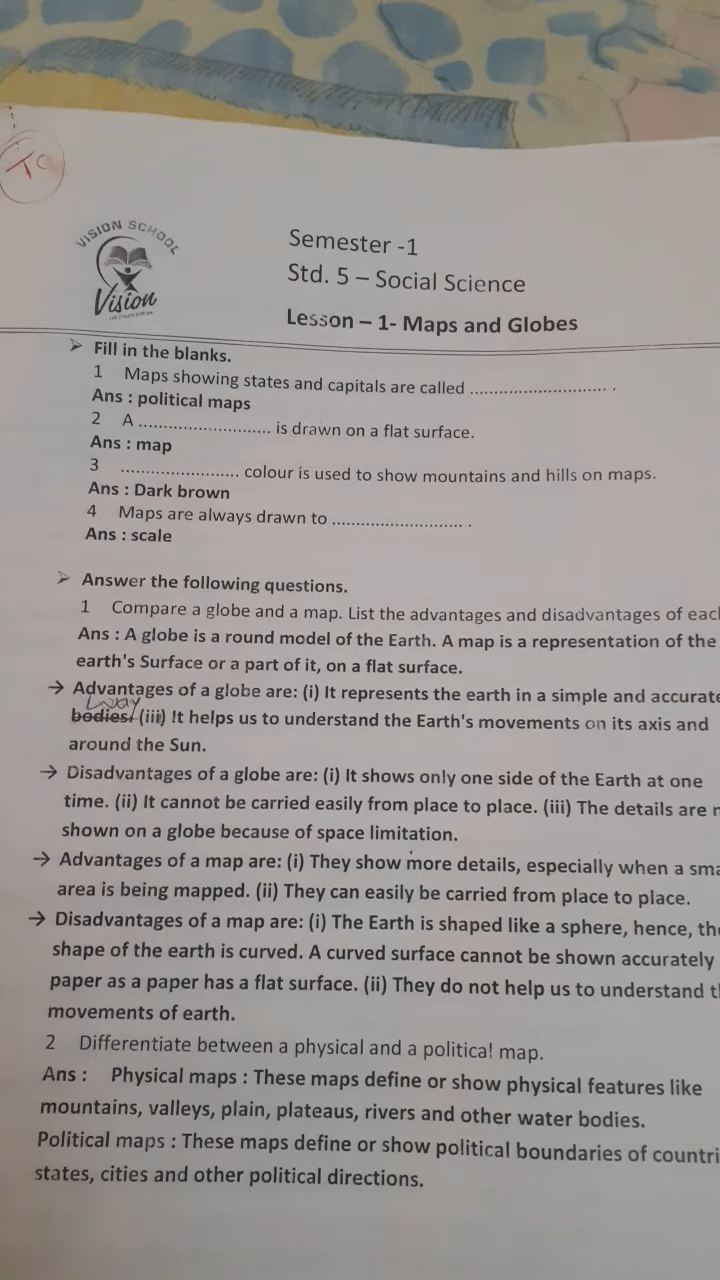 VISION SCHOOL
Vision
Semester -1
Std. 5 – Social Science
Lesson – 1- Maps and Globes
➢ Fill in the blanks.
1 Maps showing states and capitals are called ............................ .
Ans : political maps
2 A ........................... is drawn on a flat surface.
Ans : map
3 ........................ colour is used to show mountains and hills on maps.
Ans : Dark brown
4 Maps are always drawn to ........................... .
Ans : scale
➢ Answer the following questions.
1 Compare a globe and a map. List the advantages and disadvantages of eac
Ans : A globe is a round model of the Earth. A map is a representation of the
earth's Surface or a part of it, on a flat surface.
→ Advantages of a globe are: (i) It represents the earth in a simple and accurate
way
bodies. (iii) It helps us to understand the Earth's movements on its axis and
around the Sun.
→ Disadvantages of a globe are: (i) It shows only one side of the Earth at one
time. (ii) It cannot be carried easily from place to place. (iii) The details are
shown on a globe because of space limitation.
→ Advantages of a map are: (i) They show more details, especially when a sma
area is being mapped. (ii) They can easily be carried from place to place.
→ Disadvantages of a map are: (i) The Earth is shaped like a sphere, hence, the
shape of the earth is curved. A curved surface cannot be shown accurately
paper as a paper has a flat surface. (ii) They do not help us to understand
movements of earth.
2 Differentiate between a physical and a political map.
Ans : Physical maps : These maps define or show physical features like
mountains, valleys, plain, plateaus, rivers and other water bodies.
Political maps : These maps define or show political boundaries of countri
states, cities and other political directions.